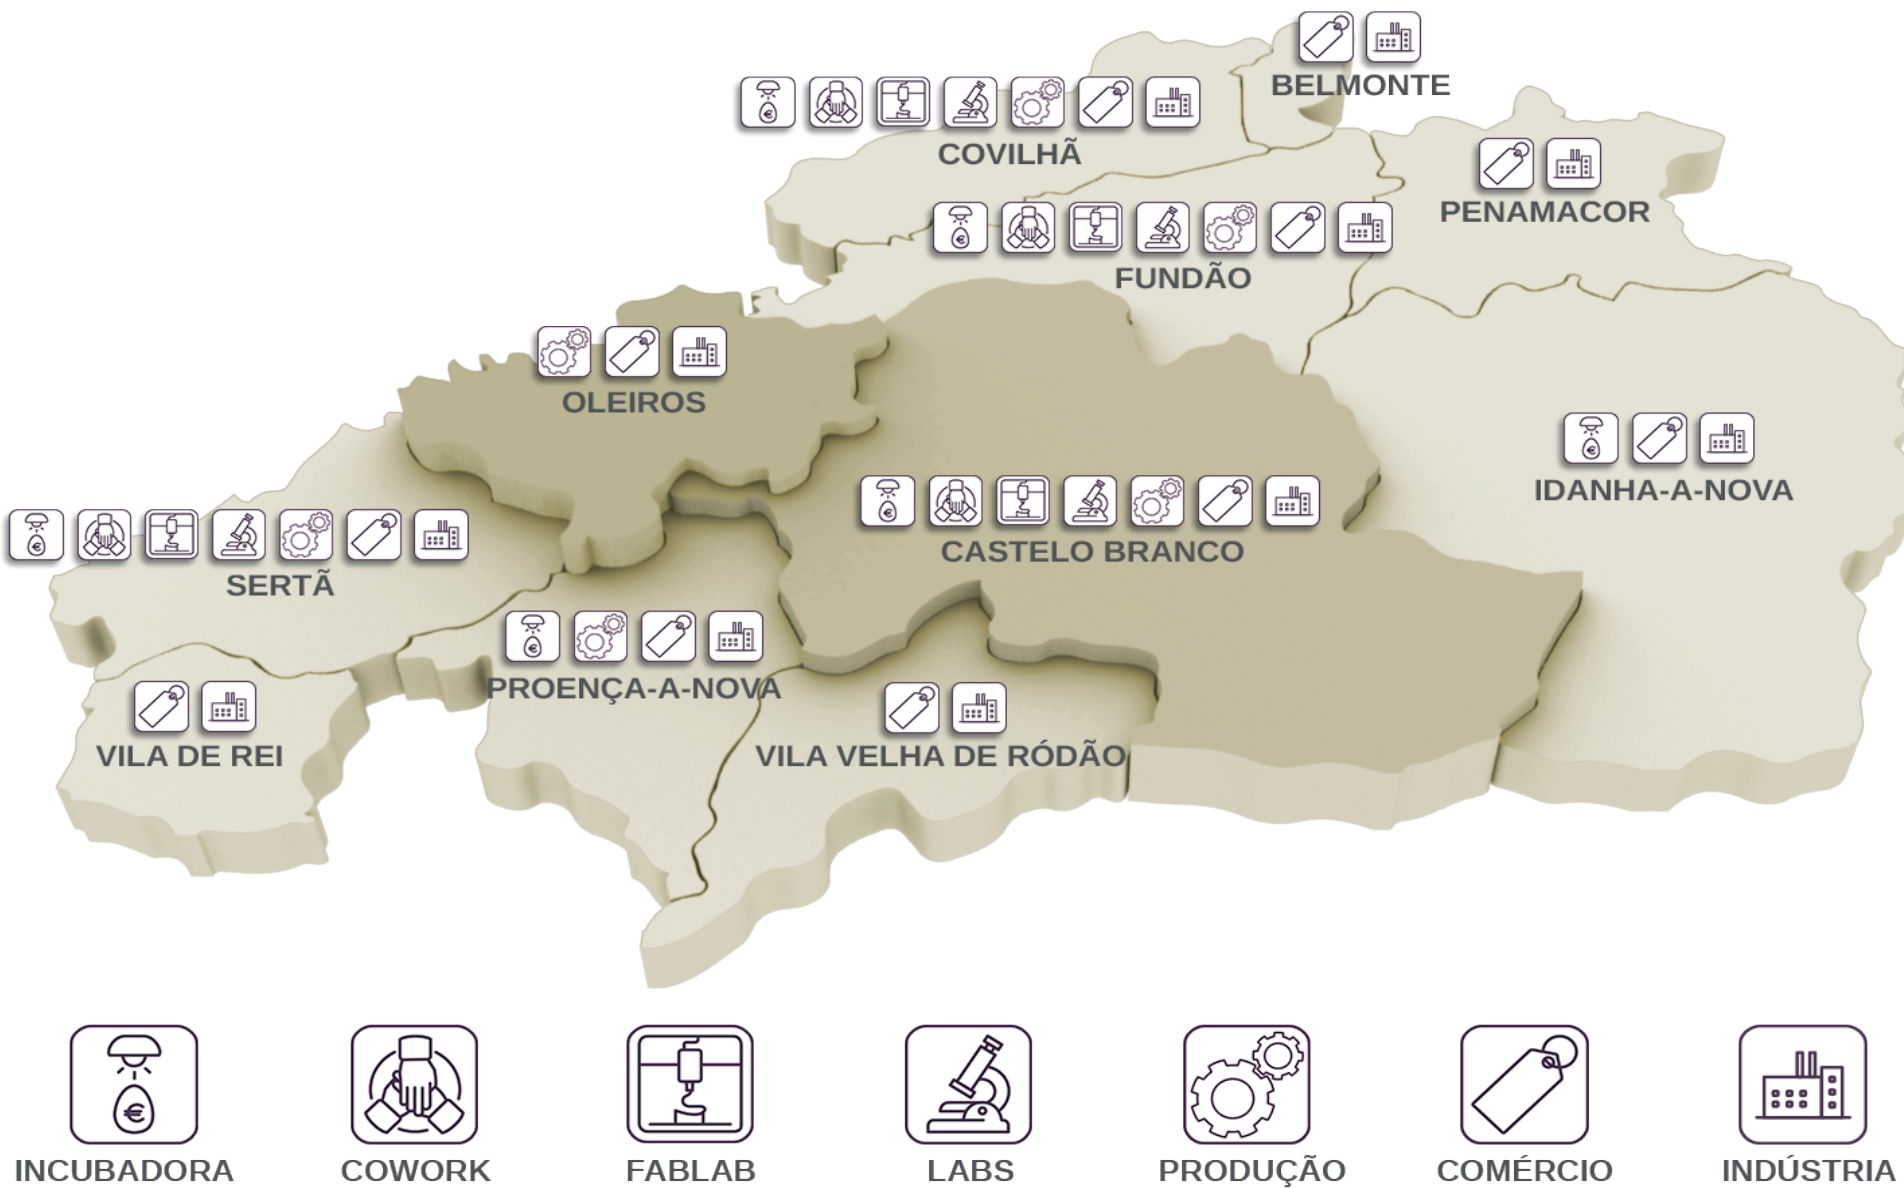 BELMONTE
COVILHÃ
PENAMACOR
FUNDÃO
OLEIROS
IDANHA-A-NOVA
CASTELO BRANCO
SERTÃ
PROENÇA-A-NOVA
VILA DE REI
VILA VELHA DE RÓDÃO
INCUBADORA
COWORK
FABLAB
LABS
PRODUÇÃO
COMÉRCIO
INDÚSTRIA